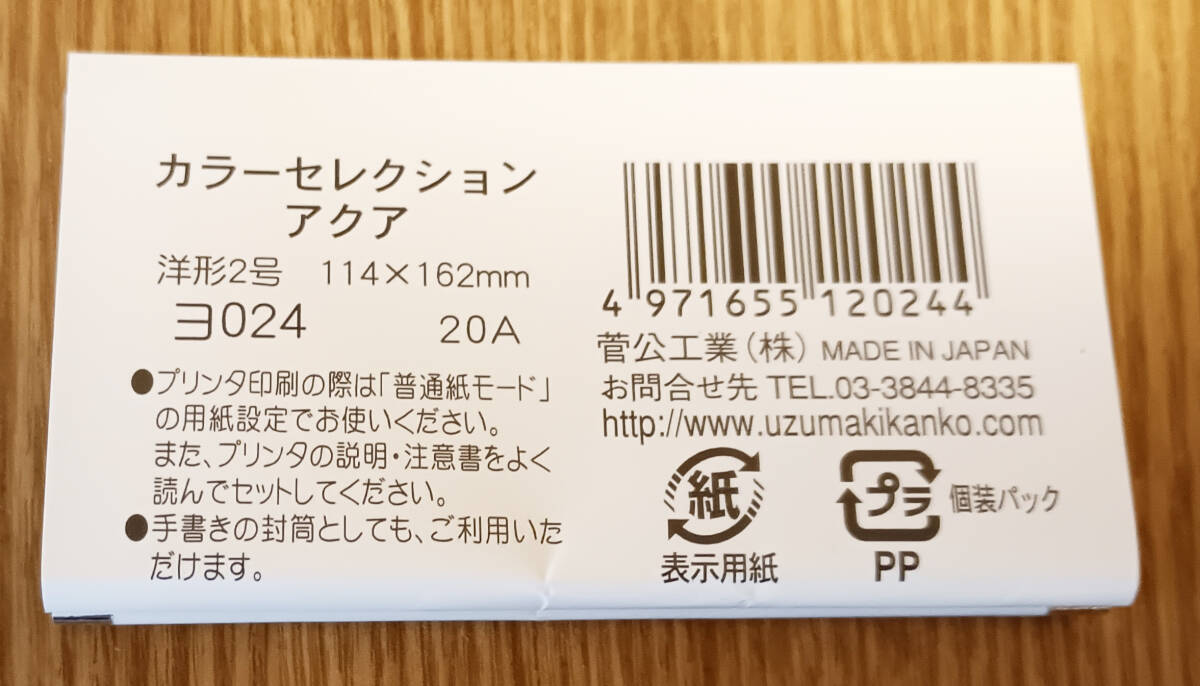 カラーセレクション
アクア
洋形2号 114×162mm
ヨ024 20A
●プリンタ印刷の際は「普通紙モード」
の用紙設定でお使いください。
また、プリンタの説明・注意書をよく
読んでセットしてください。
●手書きの封筒としても、ご利用いた
だけます。
4 971655 120244
菅公工業(株) MADE IN JAPAN
お問合せ先 TEL.03-3844-8335
http://www.uzumakikanko.com
紙
表示用紙
プラ 個装パック
PP